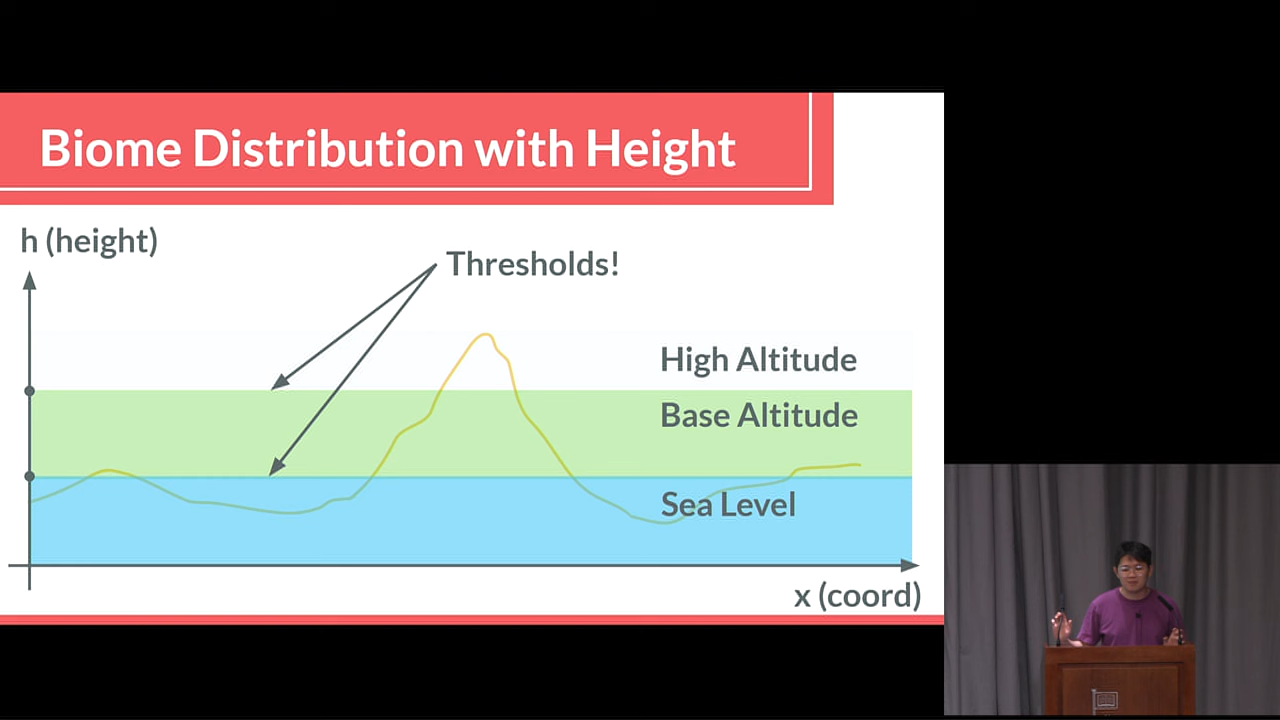 Biome Distribution with Height
h (height)
Thresholds!
High Altitude
Base Altitude
Sea Level
x (coord)